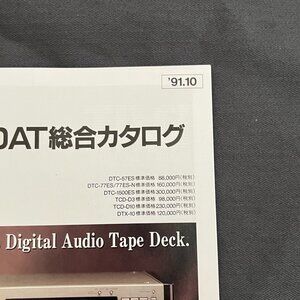 '91.10
DAT総合カタログ
DTC-57ES 標準価格 88,000円(税別)
DTC-77ES/77ES-N 標準価格 160,000円(税別)
DTC-1500ES 標準価格 300,000円(税別)
TCD-D3 標準価格 98,000円(税別)
TCD-D10 標準価格 230,000円(税別)
DTX-10 標準価格 120,000円(税別)
Digital Audio Tape Deck.